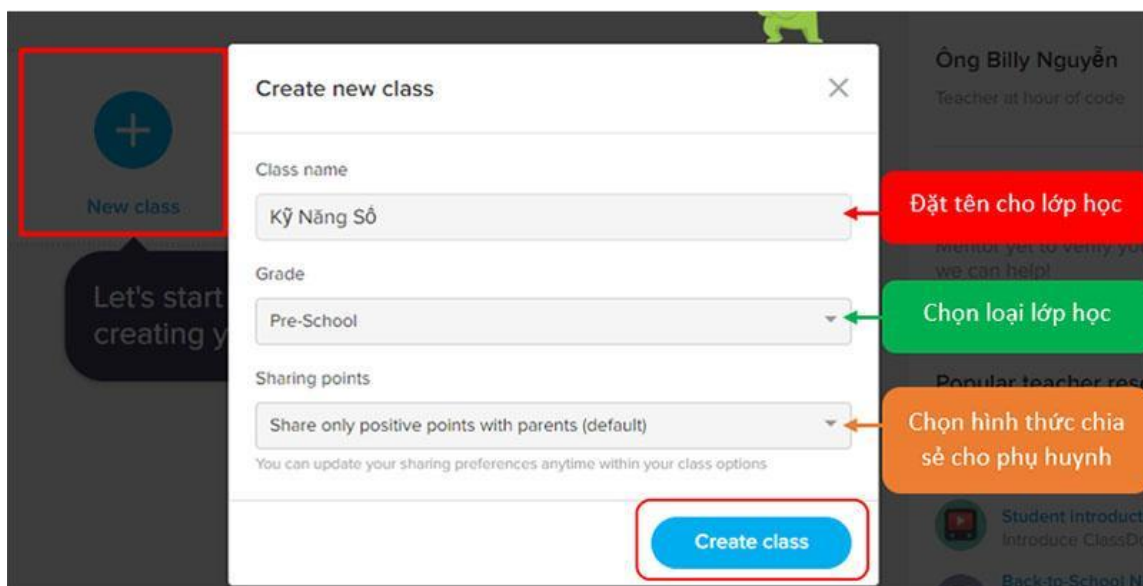 Ông Billy Nguyễn
Teacher at hour of code
Create new class
New class
Class name
Kỹ Năng Số
Đặt tên cho lớp học
Mentor yet to verify you
we can help!
Let's start
creating y
Grade
Pre-School
Chọn loại lớp học
Sharing points
Popular teacher res
Share only positive points with parents (default)
Chọn hình thức chia
sẻ cho phụ huynh
You can update your sharing preferences anytime within your class options
Create class
Student Introduct
Introduce ClassD
Back-to-School